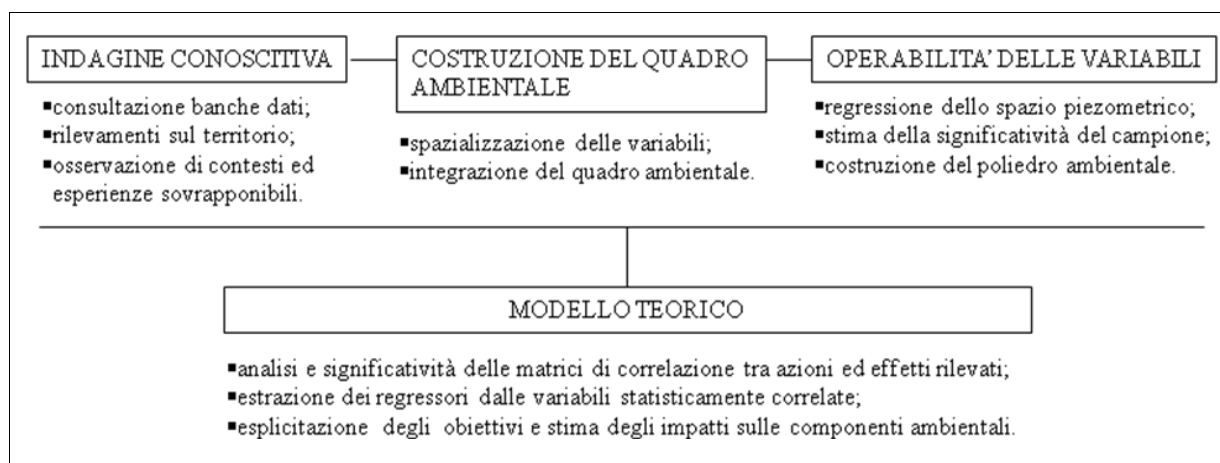 INDAGINE CONOSCITIVA
▪consultazione banche dati;
▪rilevamenti sul territorio;
▪osservazione di contesti ed
esperienze sovrapponibili.
COSTRUZIONE DEL QUADRO
AMBIENTALE
▪spazializzazione delle variabili;
▪integrazione del quadro ambientale.
OPERABILITA' DELLE VARIABILI
▪regressione dello spazio piezometrico;
▪stima della significatività del campione;
▪costruzione del poliedro ambientale.
MODELLO TEORICO
▪analisi e significatività delle matrici di correlazione tra azioni ed effetti rilevati;
▪estrazione dei regressori dalle variabili statisticamente correlate;
▪esplicitazione degli obiettivi e stima degli impatti sulle componenti ambientali.